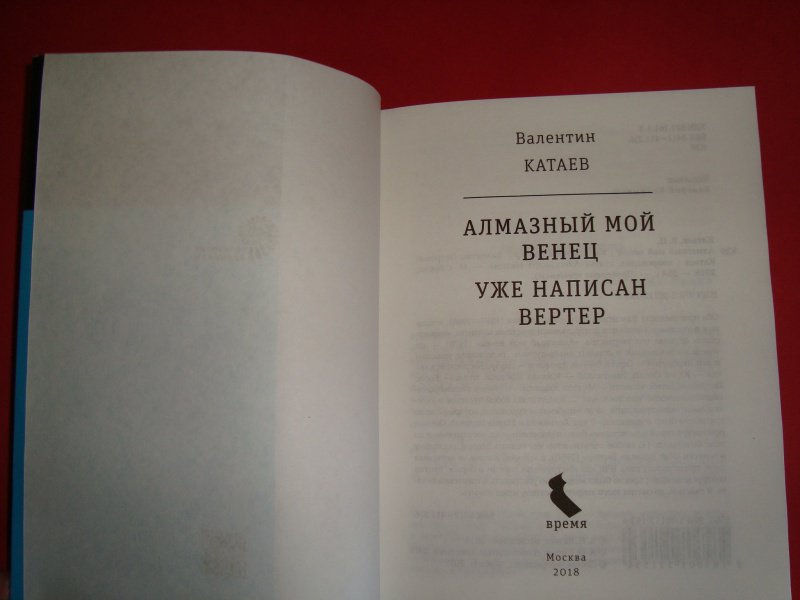 Валентин
КАТАЕВ
АЛМАЗНЫЙ МОЙ
ВЕНЕЦ
УЖЕ НАПИСАН
ВЕРТЕР
время
Москва
2018